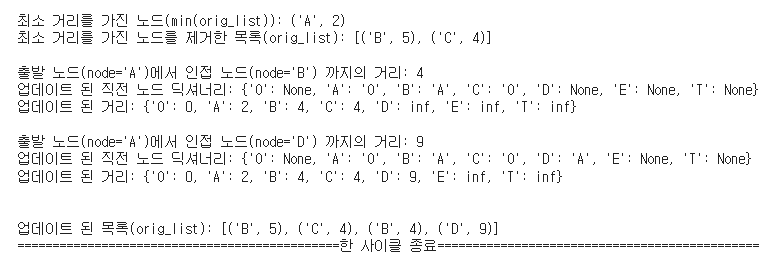 최소 거리를 가진 노드(min(orig_list)): ('A', 2)
최소 거리를 가진 노드를 제거한 목록(orig_list): [('B', 5), ('C', 4)]
출발 노드(node='A')에서 인접 노드(node='B') 까지의 거리: 4
업데이트 된 직전 노드 딕셔너리: {'O': None, 'A': 'O', 'B': 'A', 'C': 'O', 'D': None, 'E': None, 'T': None}
업데이트 된 거리: {'O': 0, 'A': 2, 'B': 4, 'C': 4, 'D': inf, 'E': inf, 'T': inf}
출발 노드(node='A')에서 인접 노드(node='D') 까지의 거리: 9
업데이트 된 직전 노드 딕셔너리: {'O': None, 'A': 'O', 'B': 'A', 'C': 'O', 'D': 'A', 'E': None, 'T': None}
업데이트 된 거리: {'O': 0, 'A': 2, 'B': 4, 'C': 4, 'D': 9, 'E': inf, 'T': inf}
업데이트 된 목록(orig_list): [('B', 5), ('C', 4), ('B', 4), ('D', 9)]
==============================================한 사이클 종료==============================================